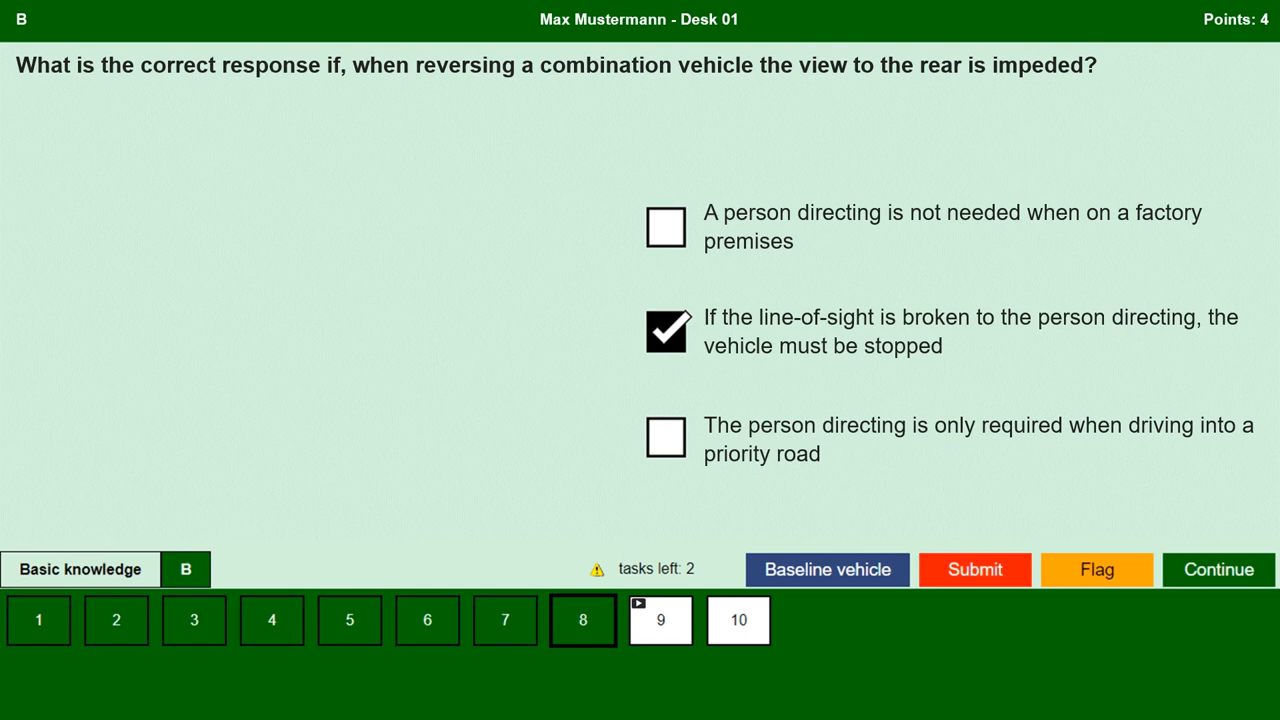 B
Max Mustermann - Desk 01
Points: 4
What is the correct response if, when reversing a combination vehicle the view to the rear is impeded?
A person directing is not needed when on a factory
premises
If the line-of-sight is broken to the person directing, the
vehicle must be stopped
The person directing is only required when driving into a
priority road
Basic knowledge
B
tasks left: 2
Baseline vehicle
Submit
Flag
Continue
1
2
3
4
5
6
7
8
9
10